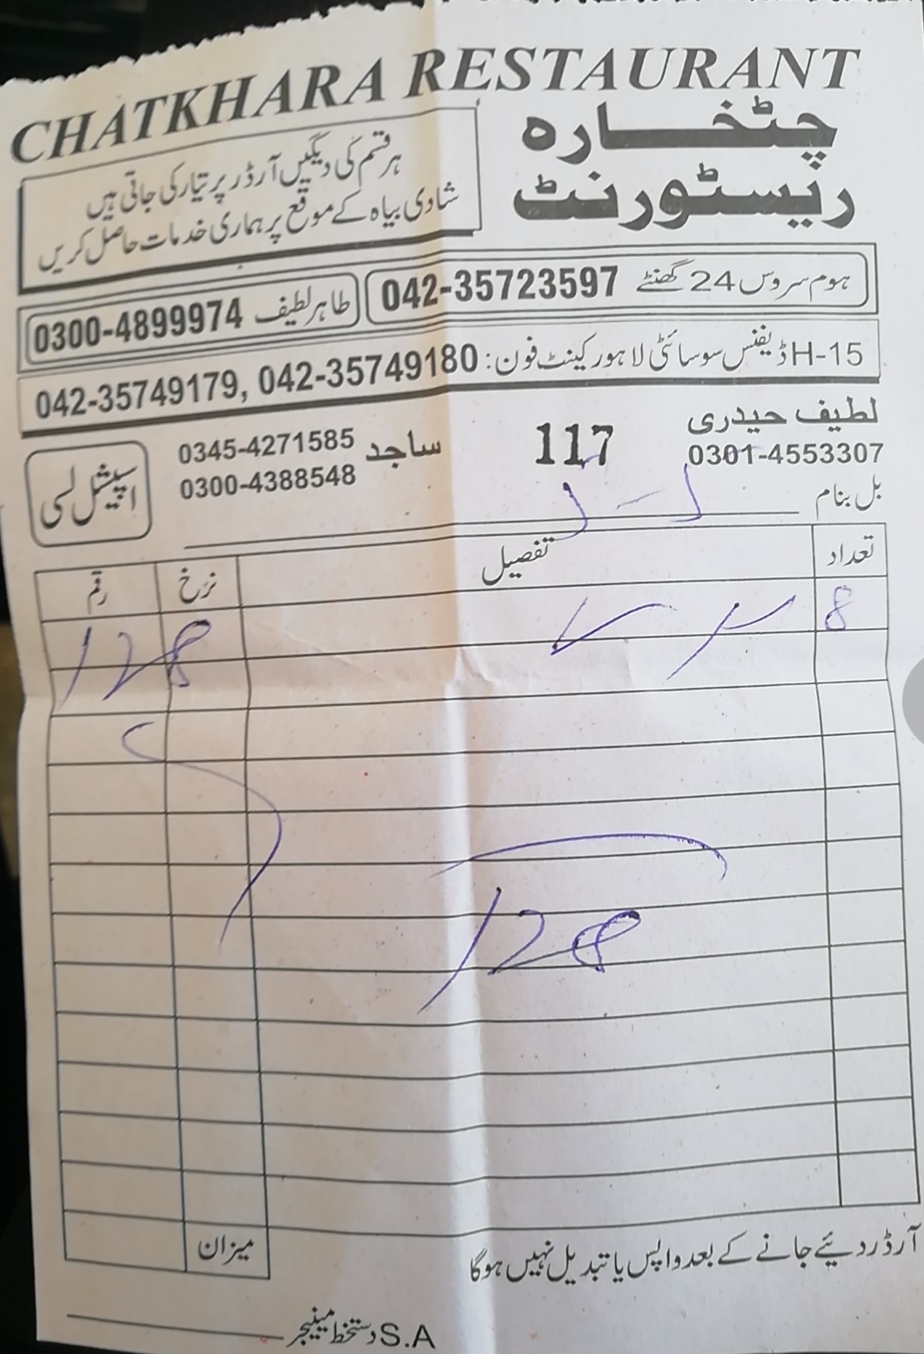 CHATKHARA RESTAURANT
چٹخارہ
ریسٹورنٹ
ہر قسم کی دیگیں آرڈر پر تیار کی جاتی ہیں
شادی بیاہ کے موقع پر ہماری خدمات حاصل کریں
ہوم سروس 24 گھنٹے 042-35723597
طاہر لطیف 0300-4899974
H-15 ڈیفنس سوسائٹی لاہور کینٹ فون: 042-35749179, 042-35749180
لطیف حیدری
0301-4553307
117
ساجد 0345-4271585
0300-4388548
اسپیشل لسی
بل بنام
تعداد تفصیل نرخ رقم
8 128
128
میزان
آرڈر دئیے جانے کے بعد واپس یا تبدیل نہیں ہوگا
S.A دستخط مینیجر